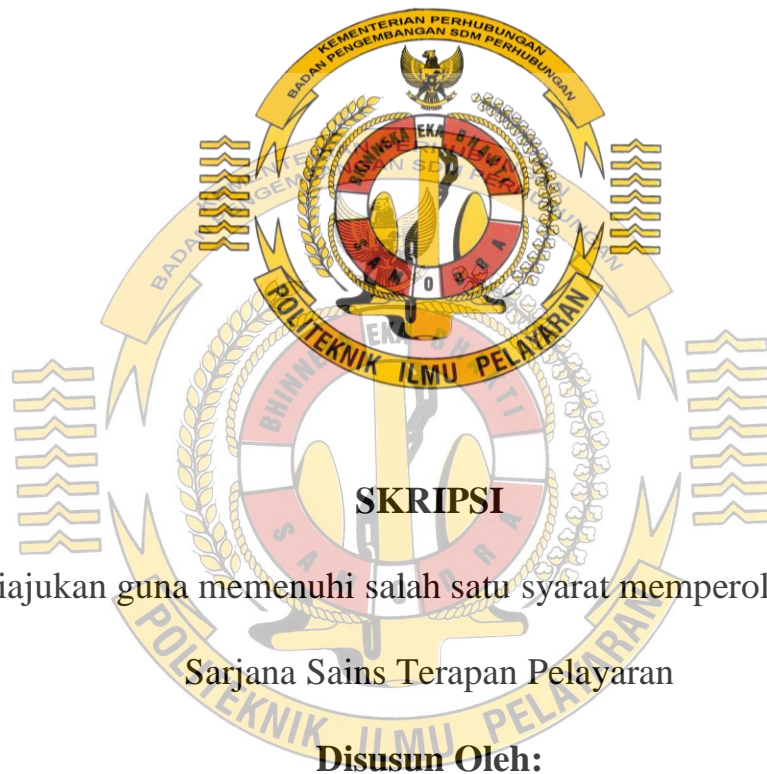 KEMENTERIAN PERHUBUNGAN
BADAN PENGEMBANGAN SDM PERHUBUNGAN
BHINNEKA EKA BHAKTI
SAMODRA
POLITEKNIK ILMU PELAYARAN
SKRIPSI
iajukan guna memenuhi salah satu syarat memperol
Sarjana Sains Terapan Pelayaran
Disusun Oleh: